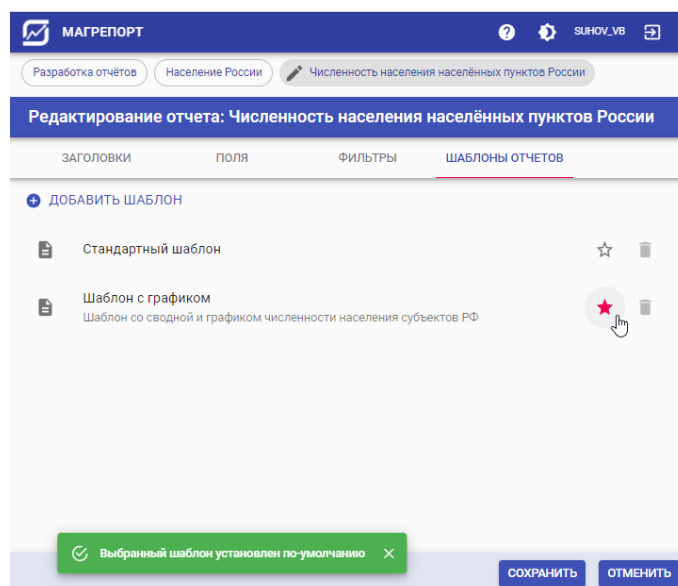 МАГРЕПОРТ
SUHOV_VB
Разработка отчётов
Население России
Численность населения населённых пунктов России
Редактирование отчета: Численность населения населённых пунктов России
ЗАГОЛОВКИ
ПОЛЯ
ФИЛЬТРЫ
ШАБЛОНЫ ОТЧЕТОВ
ДОБАВИТЬ ШАБЛОН
Стандартный шаблон
Шаблон с графиком
Шаблон со сводной и графиком численности населения субъектов РФ
Выбранный шаблон установлен по-умолчанию
СОХРАНИТЬ
ОТМЕНИТЬ